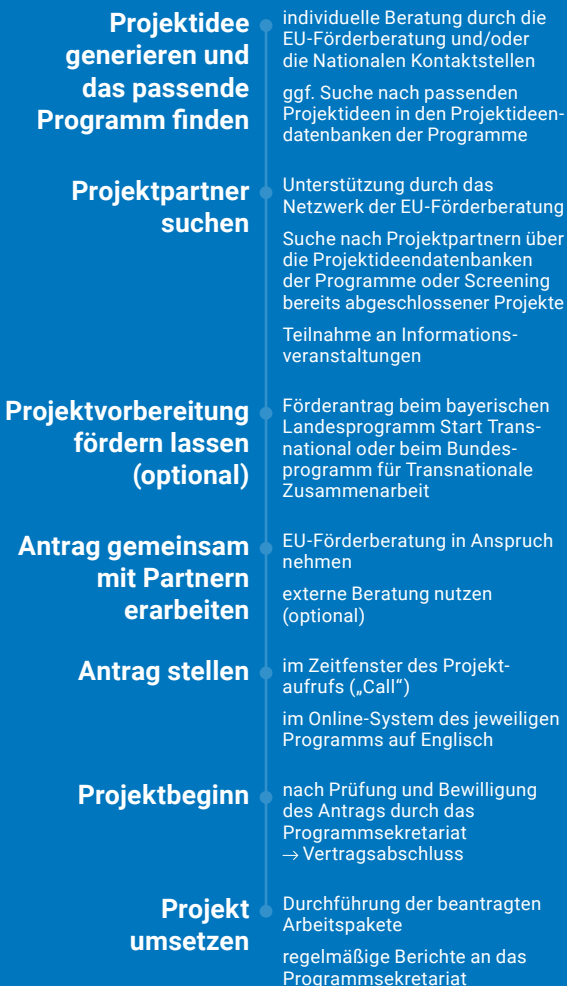 Projektidee
generieren und
das passende
Programm finden
individuelle Beratung durch die
EU-Förderberatung und/oder
die Nationalen Kontaktstellen
ggf. Suche nach passenden
Projektideen in den Projektideen-
datenbanken der Programme
Projektpartner
suchen
Unterstützung durch das
Netzwerk der EU-Förderberatung
Suche nach Projektpartnern über
die Projektideendatenbanken
der Programme oder Screening
bereits abgeschlossener Projekte
Teilnahme an Informations-
veranstaltungen
Projektvorbereitung
fördern lassen
(optional)
Förderantrag beim bayerischen
Landesprogramm Start Trans-
national oder beim Bundes-
programm für Transnationale
Zusammenarbeit
Antrag gemeinsam
mit Partnern
erarbeiten
EU-Förderberatung in Anspruch
nehmen
externe Beratung nutzen
(optional)
Antrag stellen
im Zeitfenster des Projekt-
aufrufs („Call“)
im Online-System des jeweiligen
Programms auf Englisch
Projektbeginn
nach Prüfung und Bewilligung
des Antrags durch das
Programmsekretariat
→ Vertragsabschluss
Projekt
umsetzen
Durchführung der beantragten
Arbeitspakete
regelmäßige Berichte an das
Programmsekretariat